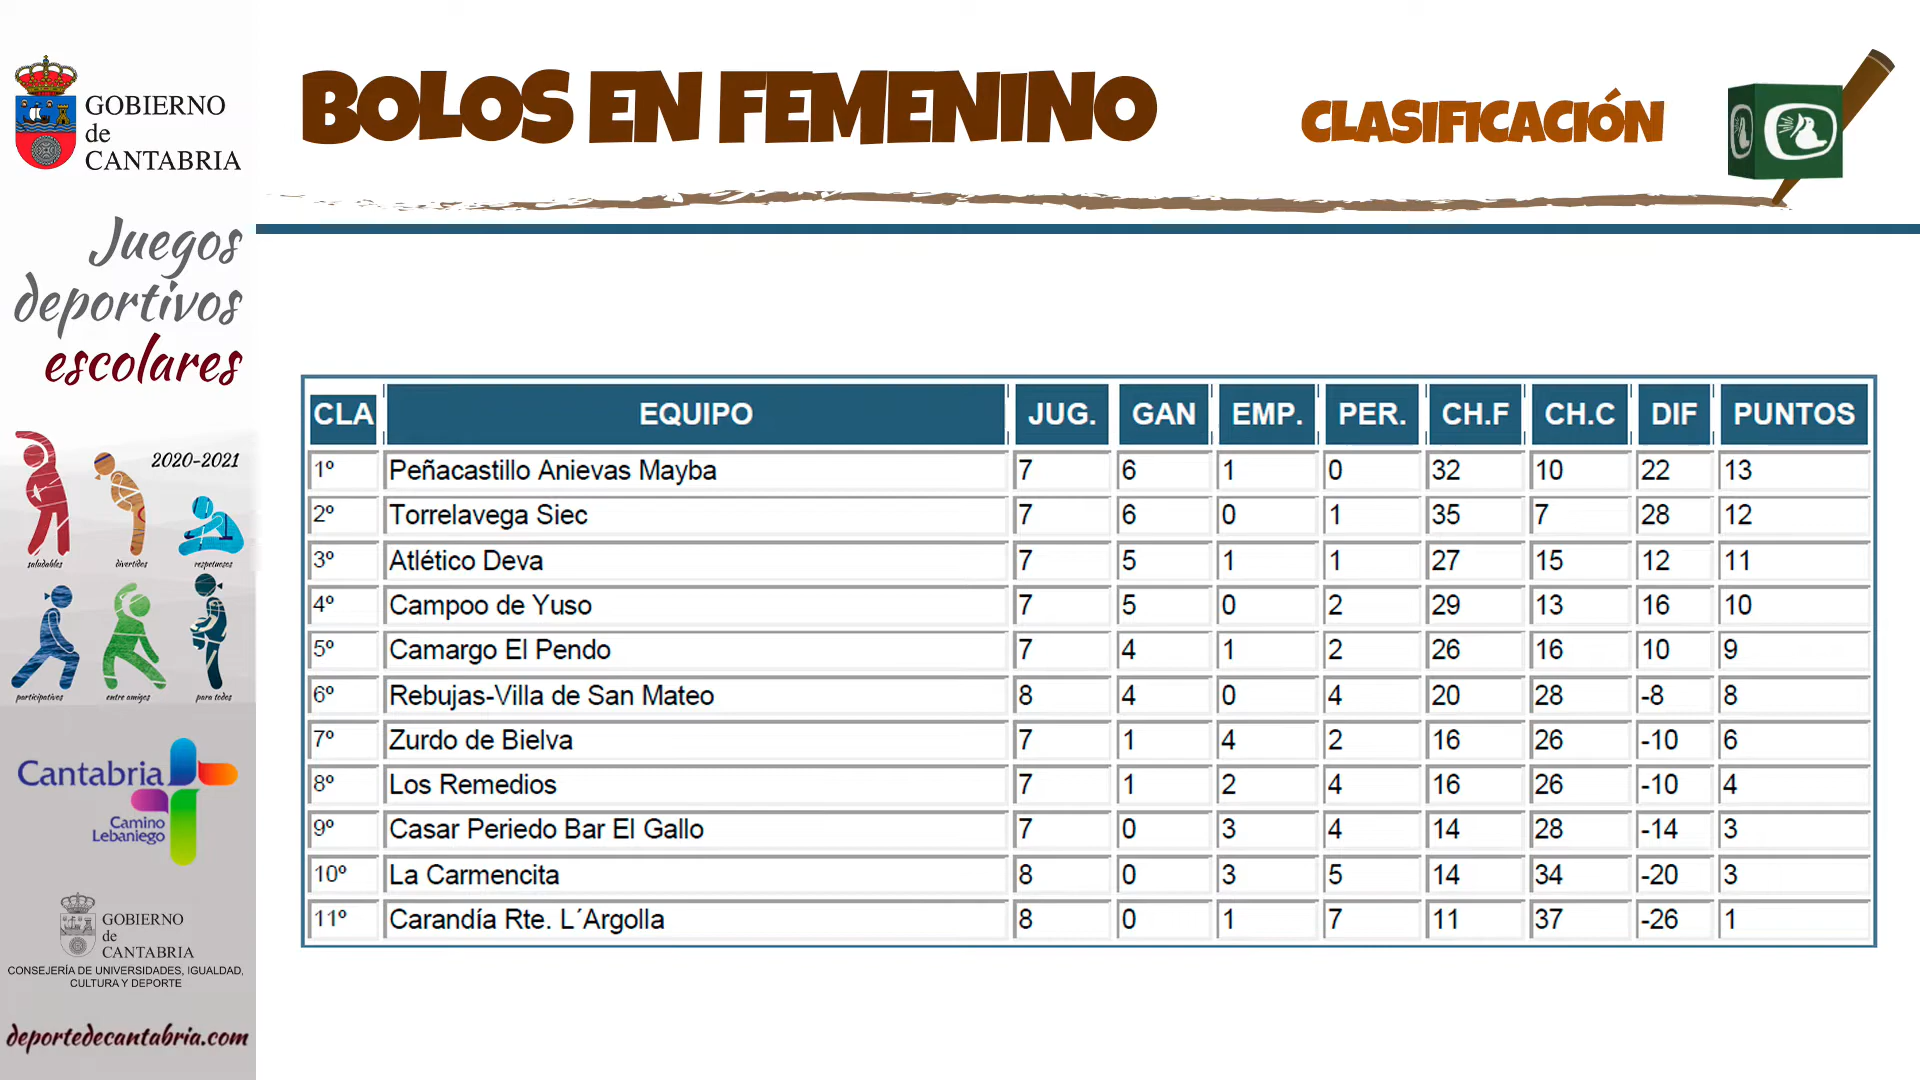 GOBIERNO
de
CANTABRIA
BOLOS EN FEMENINO
CLASIFICACIÓN
Juegos
deportivos
escolares
2020-2021
saludables divertidos respetuosos
participativos entre amigos para todos
Cantabria
Camino
Lebaniego
GOBIERNO
de
CANTABRIA
CONSEJERÍA DE UNIVERSIDADES, IGUALDAD,
CULTURA Y DEPORTE
deportedecantabria.com
CLA EQUIPO JUG. GAN EMP. PER. CH.F CH.C DIF PUNTOS
1º Peñacastillo Anievas Mayba 7 6 1 0 32 10 22 13
2º Torrelavega Siec 7 6 0 1 35 7 28 12
3º Atlético Deva 7 5 1 1 27 15 12 11
4º Campoo de Yuso 7 5 0 2 29 13 16 10
5º Camargo El Pendo 7 4 1 2 26 16 10 9
6º Rebujas-Villa de San Mateo 8 4 0 4 20 28 -8 8
7º Zurdo de Bielva 7 1 4 2 16 26 -10 6
8º Los Remedios 7 1 2 4 16 26 -10 4
9º Casar Periedo Bar El Gallo 7 0 3 4 14 28 -14 3
10º La Carmencita 8 0 3 5 14 34 -20 3
11º Carandía Rte. L´Argolla 8 0 1 7 11 37 -26 1